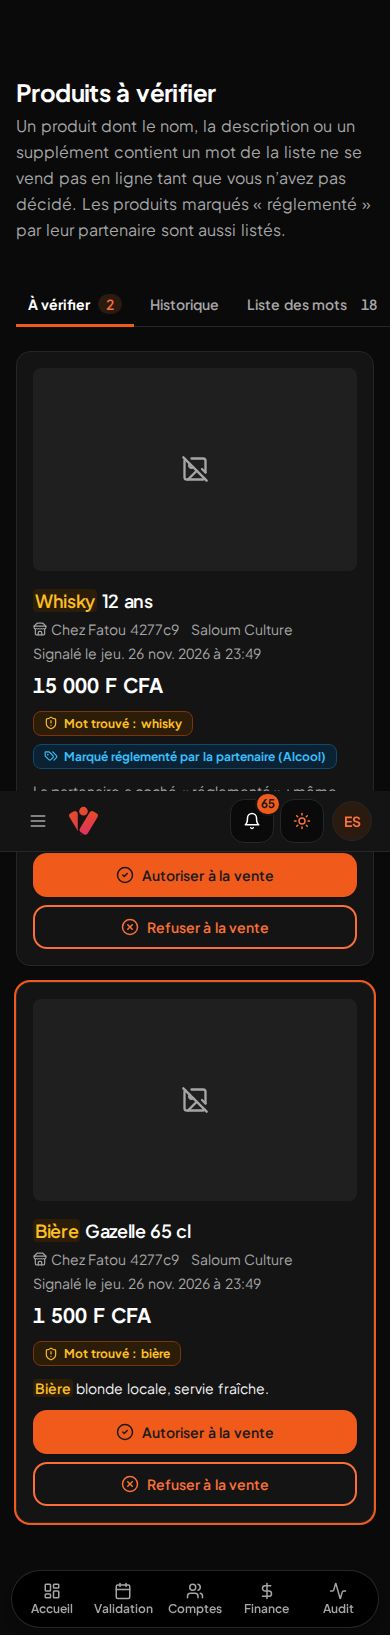 Produits à vérifier
Un produit dont le nom, la description ou un
supplément contient un mot de la liste ne se
vend pas en ligne tant que vous n’avez pas
décidé. Les produits marqués « réglementé »
par leur partenaire sont aussi listés.
À vérifier 2 Historique Liste des mots 18
Whisky 12 ans
Chez Fatou 4277c9 Saloum Culture
Signalé le jeu. 26 nov. 2026 à 23:49
15 000 F CFA
Mot trouvé : whisky
Marqué réglementé par la partenaire (Alcool)
65
ES
Autoriser à la vente
Refuser à la vente
Bière Gazelle 65 cl
Chez Fatou 4277c9 Saloum Culture
Signalé le jeu. 26 nov. 2026 à 23:49
1 500 F CFA
Mot trouvé : bière
Bière blonde locale, servie fraîche.
Autoriser à la vente
Refuser à la vente
Accueil Validation Comptes Finance Audit